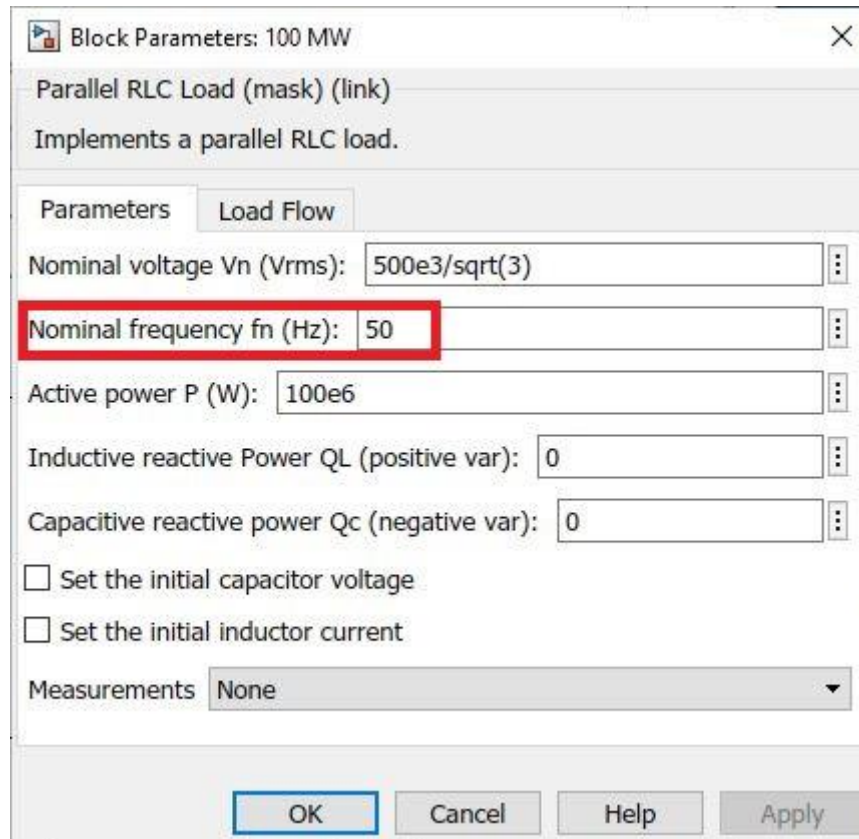 Block Parameters: 100 MW
Parallel RLC Load (mask) (link)
Implements a parallel RLC load.
Parameters Load Flow
Nominal voltage Vn (Vrms): 500e3/sqrt(3)
Nominal frequency fn (Hz): 50
Active power P (W): 100e6
Inductive reactive Power QL (positive var): 0
Capacitive reactive power Qc (negative var): 0
Set the initial capacitor voltage
Set the initial inductor current
Measurements None
OK Cancel Help Apply